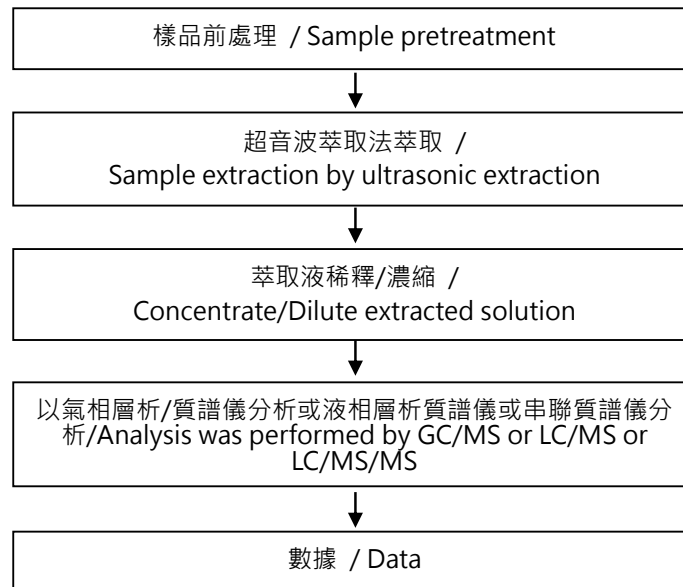 樣品前處理 / Sample pretreatment
超音波萃取法萃取 /
Sample extraction by ultrasonic extraction
萃取液稀釋/濃縮 /
Concentrate/Dilute extracted solution
以氣相層析/質譜儀分析或液相層析質譜儀或串聯質譜儀分
析/Analysis was performed by GC/MS or LC/MS or
LC/MS/MS
數據 / Data